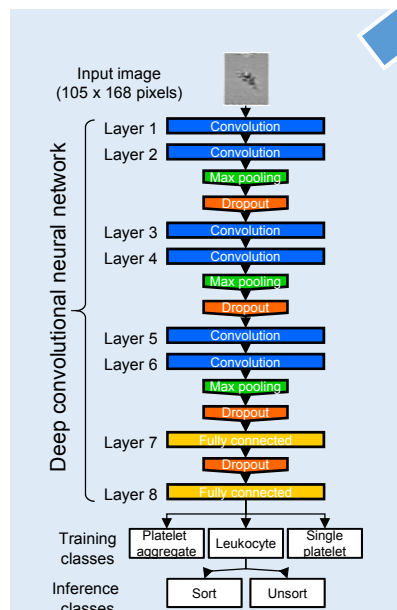 Input image
(105 x 168 pixels)
Deep convolutional neural network
Layer 1 Convolution
Layer 2 Convolution
Max pooling
Dropout
Layer 3 Convolution
Layer 4 Convolution
Max pooling
Dropout
Layer 5 Convolution
Layer 6 Convolution
Max pooling
Dropout
Layer 7 Fully connected
Dropout
Layer 8 Fully connected
Training
classes
Platelet
aggregate
Leukocyte
Single
platelet
Inference
classes
Sort
Unsort